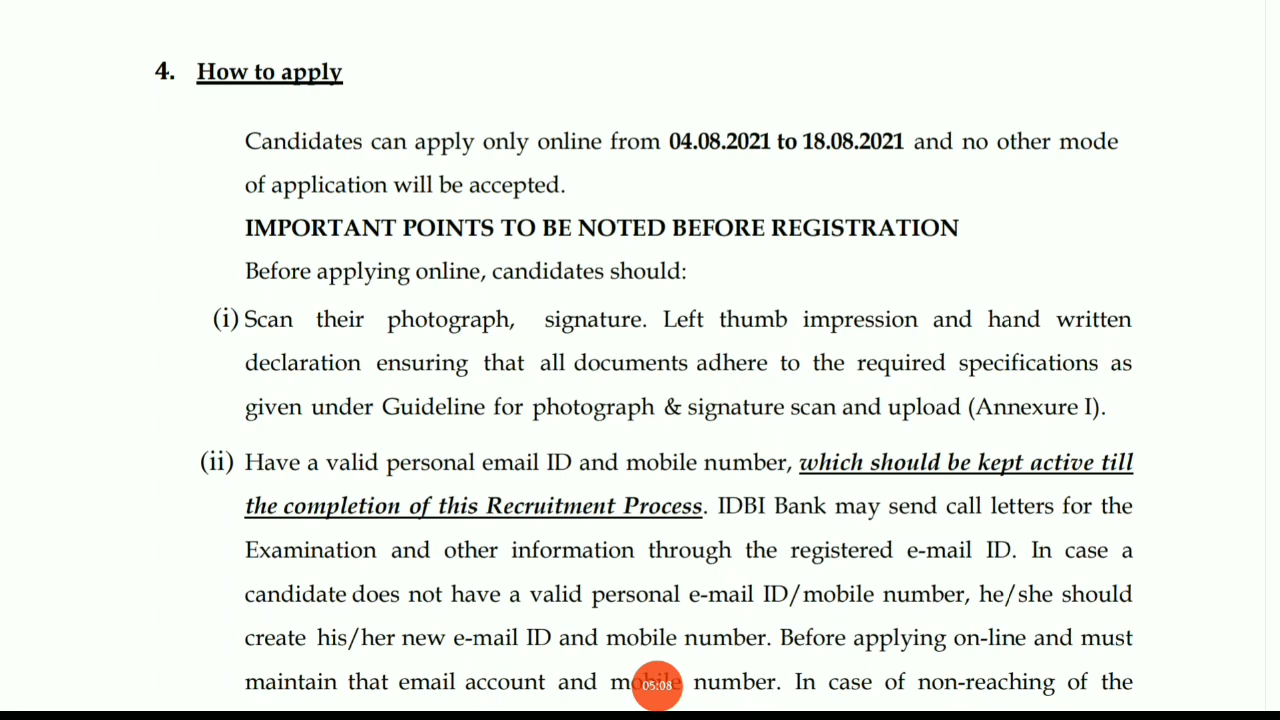 4. How to apply
Candidates can apply only online from 04.08.2021 to 18.08.2021 and no other mode
of application will be accepted.
IMPORTANT POINTS TO BE NOTED BEFORE REGISTRATION
Before applying online, candidates should:
(i) Scan their photograph, signature. Left thumb impression and hand written
declaration ensuring that all documents adhere to the required specifications as
given under Guideline for photograph & signature scan and upload (Annexure I).
(ii) Have a valid personal email ID and mobile number, which should be kept active till
the completion of this Recruitment Process. IDBI Bank may send call letters for the
Examination and other information through the registered e-mail ID. In case a
candidate does not have a valid personal e-mail ID/mobile number, he/she should
create his/her new e-mail ID and mobile number. Before applying on-line and must
maintain that email account and mobile number. In case of non-reaching of the
05:08